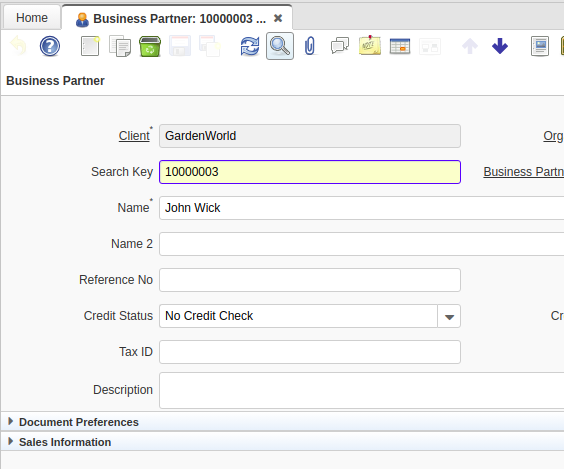 Home
Business Partner: 10000003 ...
Business Partner
Client* GardenWorld Org
Search Key 10000003 Business Partn
Name* John Wick
Name 2
Reference No
Credit Status No Credit Check Cr
Tax ID
Description
Document Preferences
Sales Information